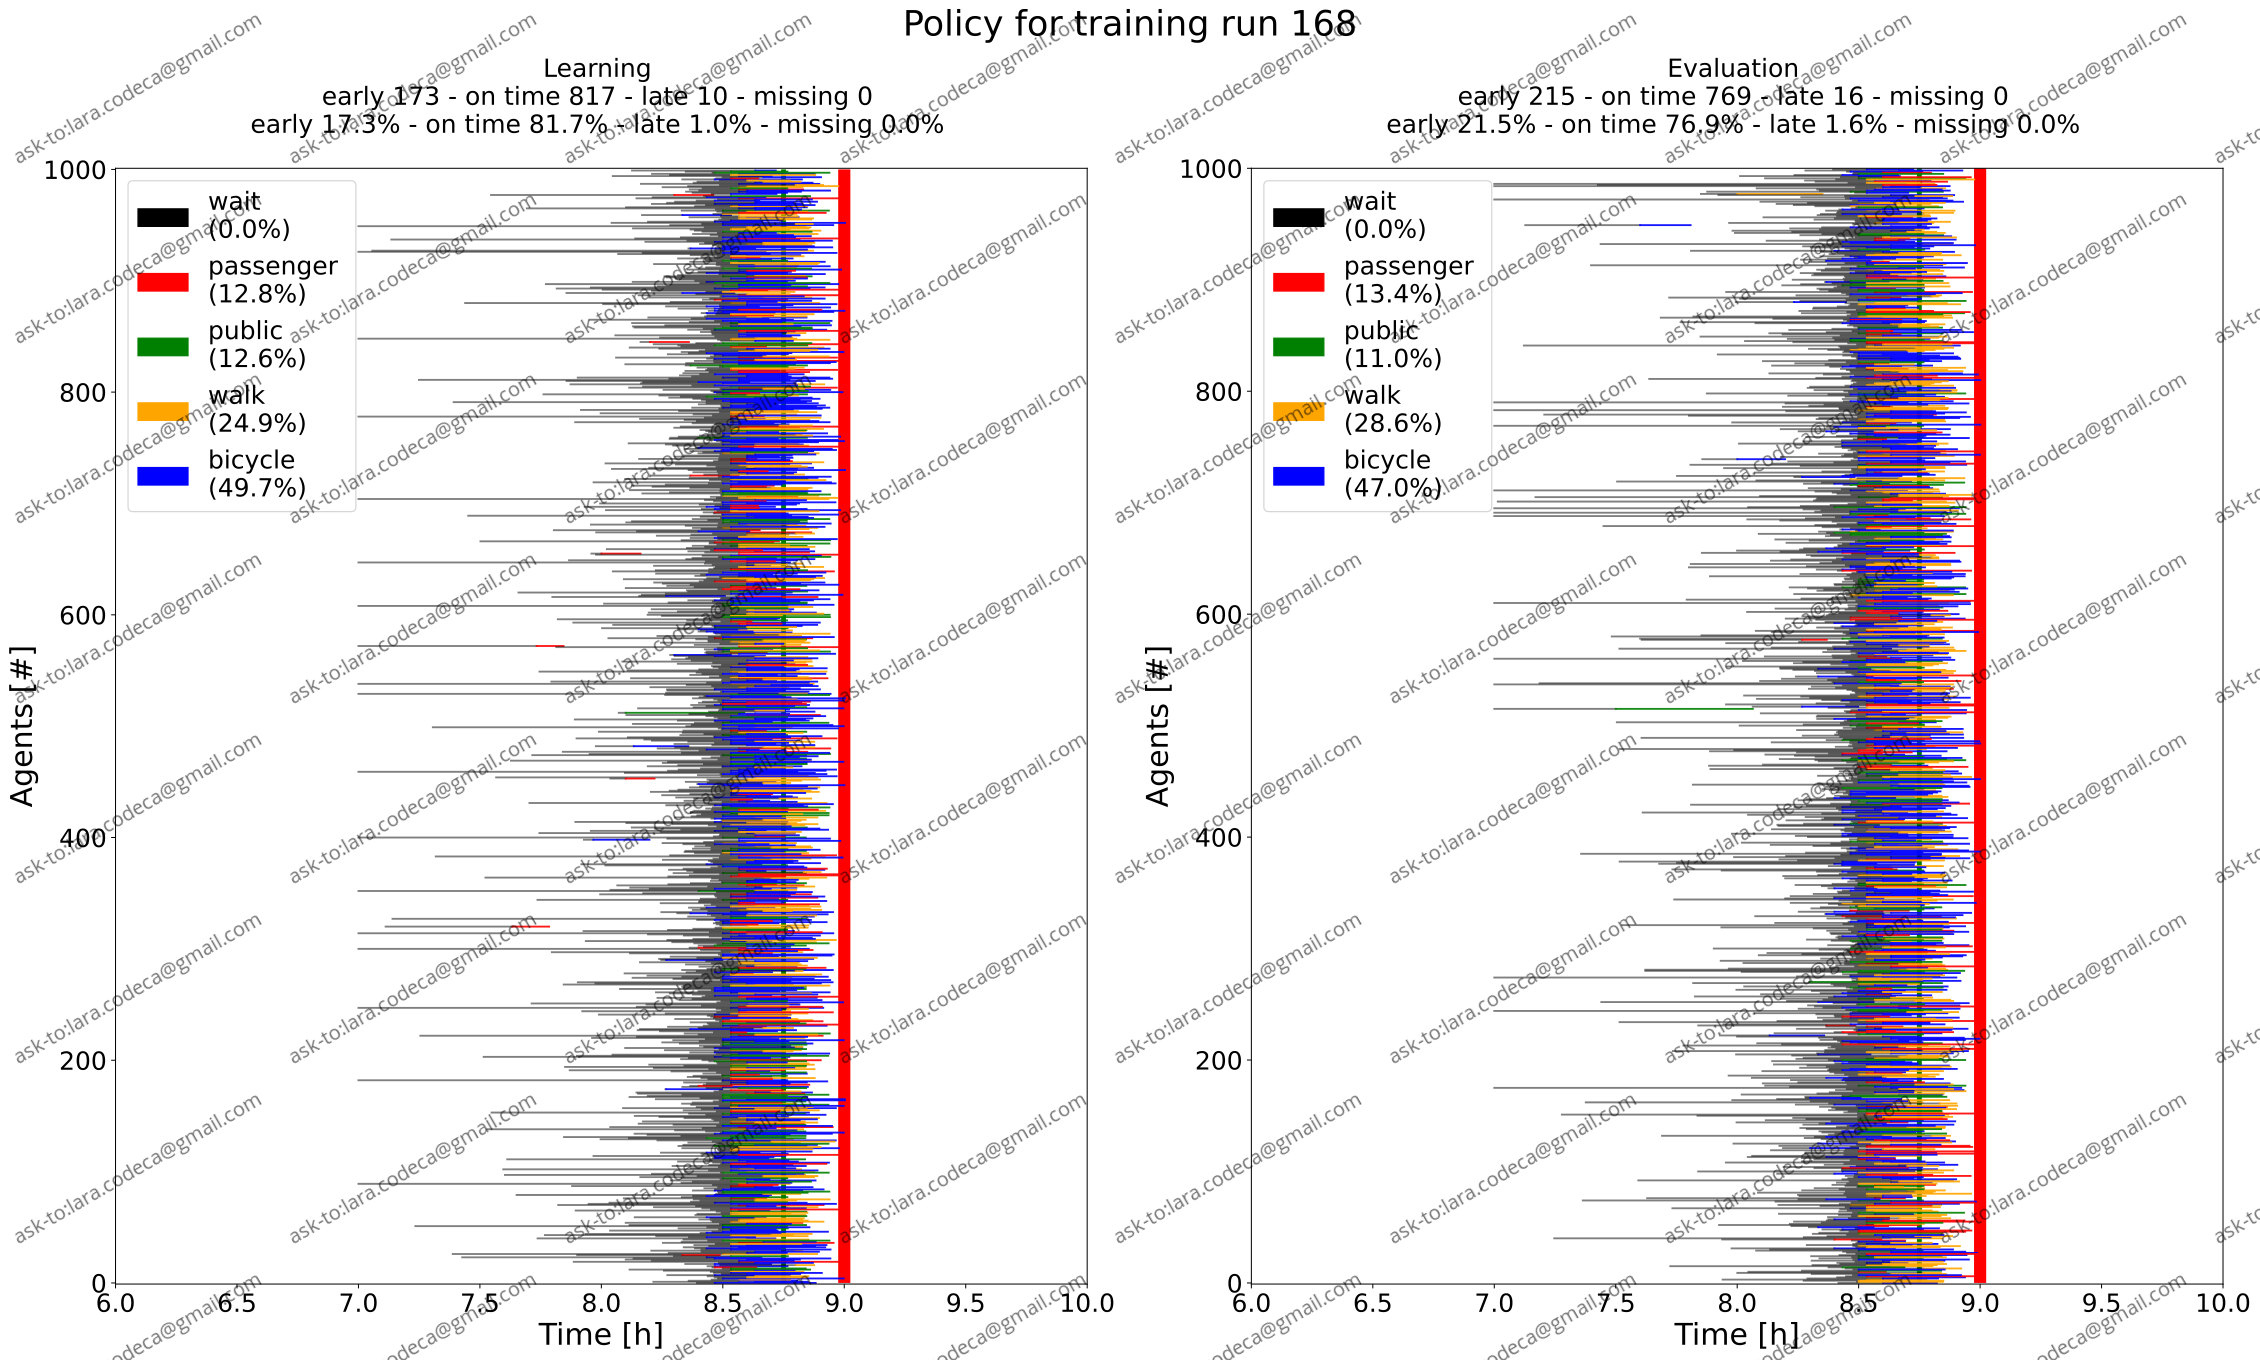 Policy for training run 168
Learning
early 173 - on time 817 - late 10 - missing 0
early 17.3% - on time 81.7% - late 1.0% - missing 0.0%
1000
800
600
400
200
0
Agents [#]
wait
(0.0%)
passenger
(12.8%)
public
(12.6%)
walk
(24.9%)
bicycle
(49.7%)
6.0 6.5 7.0 7.5 8.0 8.5 9.0 9.5 10.0
Time [h]
Evaluation
early 215 - on time 769 - late 16 - missing 0
early 21.5% - on time 76.9% - late 1.6% - missing 0.0%
1000
800
600
400
200
0
Agents [#]
wait
(0.0%)
passenger
(13.4%)
public
(11.0%)
walk
(28.6%)
bicycle
(47.0%)
6.0 6.5 7.0 7.5 8.0 8.5 9.0 9.5 10.0
Time [h]
ask-to:lara.codeca@gmail.com